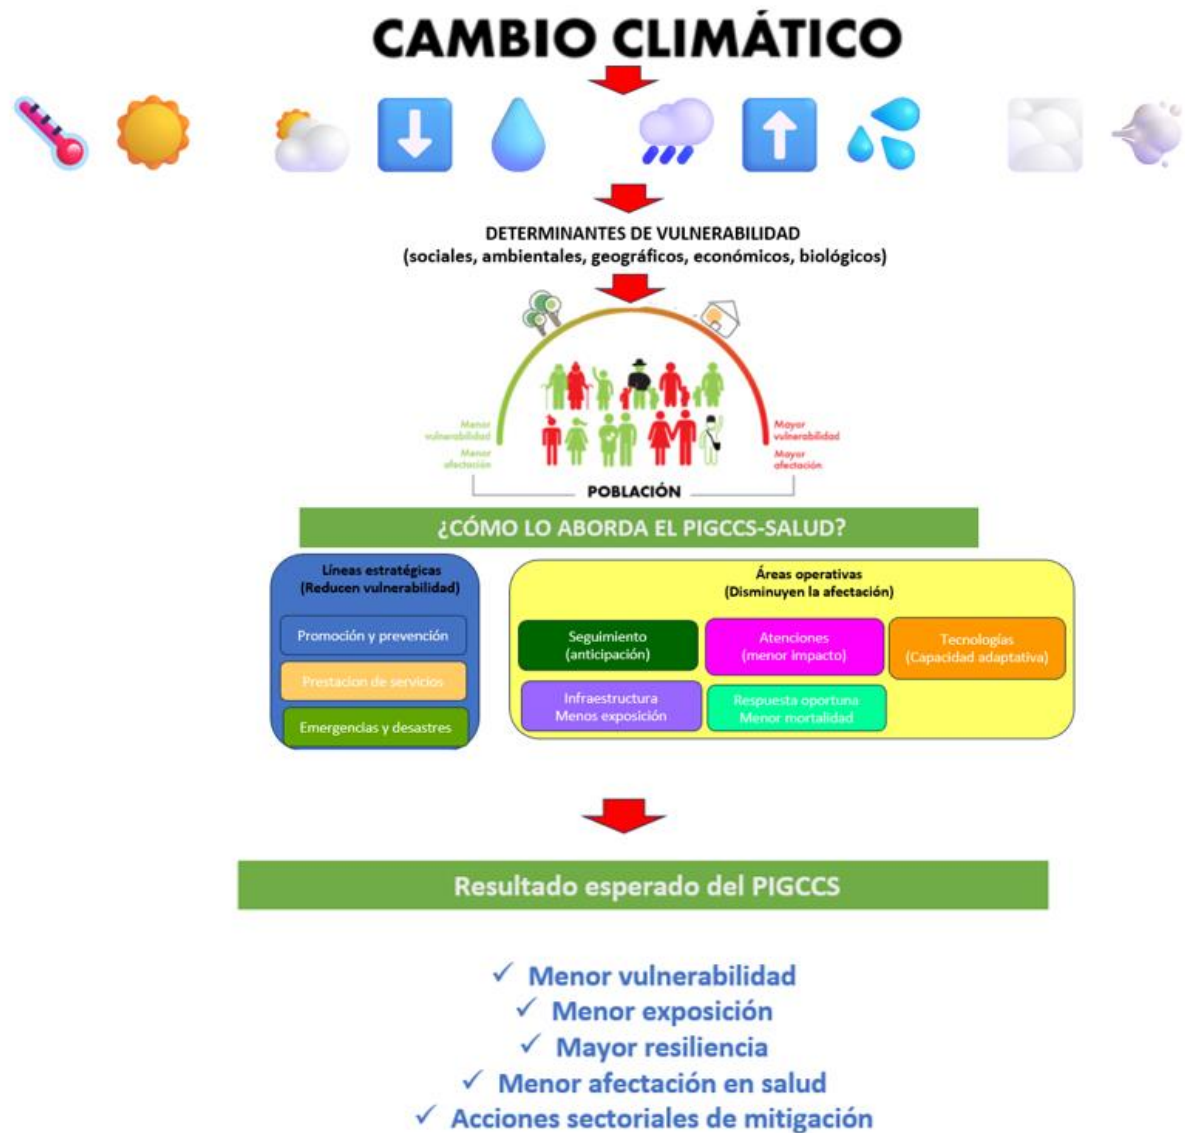 CAMBIO CLIMÁTICO
DETERMINANTES DE VULNERABILIDAD
(sociales, ambientales, geográficos, económicos, biológicos)
Menor
vulnerabilidad
Menor
afectación
Mayor
vulnerabilidad
Mayor
afectación
POBLACIÓN
¿CÓMO LO ABORDA EL PIGCCS-SALUD?
Líneas estratégicas
(Reducen vulnerabilidad)
Promoción y prevención
Prestacion de servicios
Emergencias y desastres
Áreas operativas
(Disminuyen la afectación)
Seguimiento
(anticipación)
Atenciones
(menor impacto)
Tecnologías
(Capacidad adaptativa)
Infraestructura
Menos exposición
Respuesta oportuna
Menor mortalidad
Resultado esperado del PIGCCS
✓ Menor vulnerabilidad
✓ Menor exposición
✓ Mayor resiliencia
✓ Menor afectación en salud
✓ Acciones sectoriales de mitigación